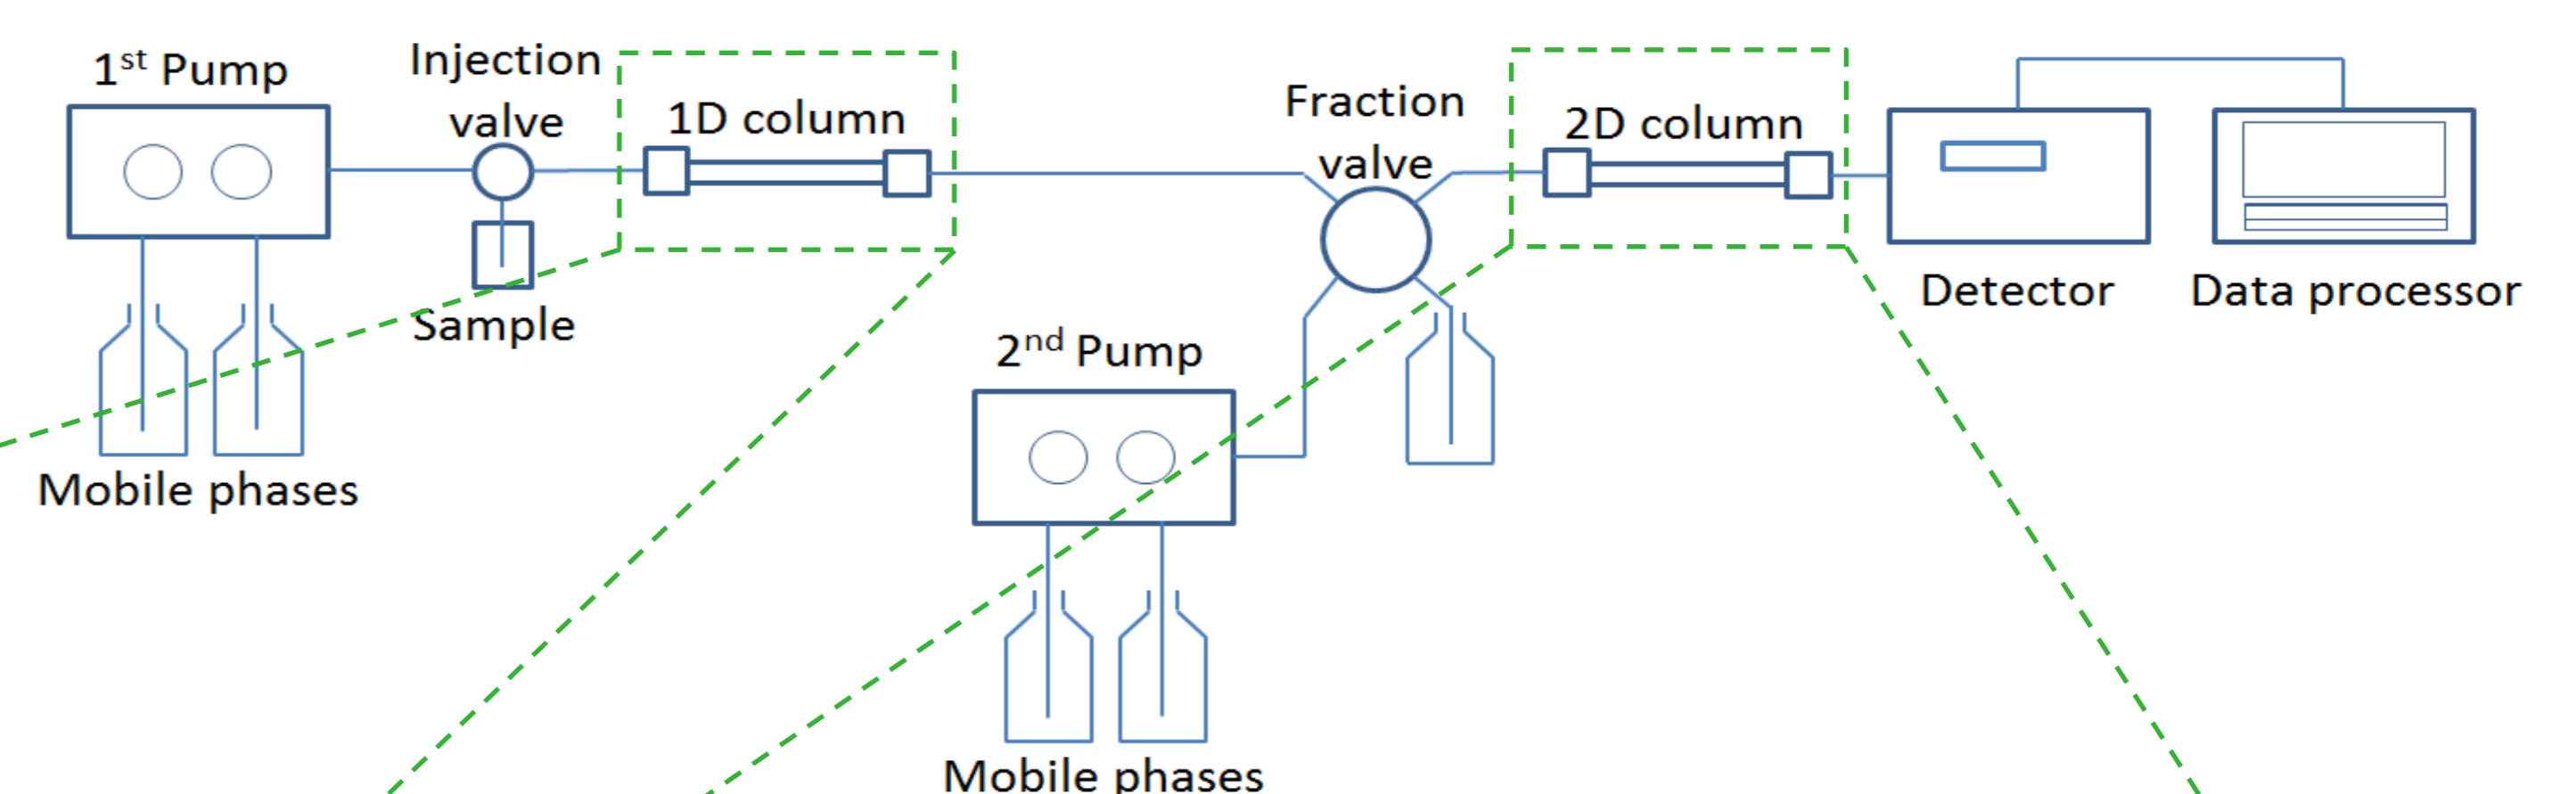 1st Pump
Injection
valve
1D column
Fraction
valve
2D column
Detector
Data processor
Sample
2nd Pump
Mobile phases
Mobile phases